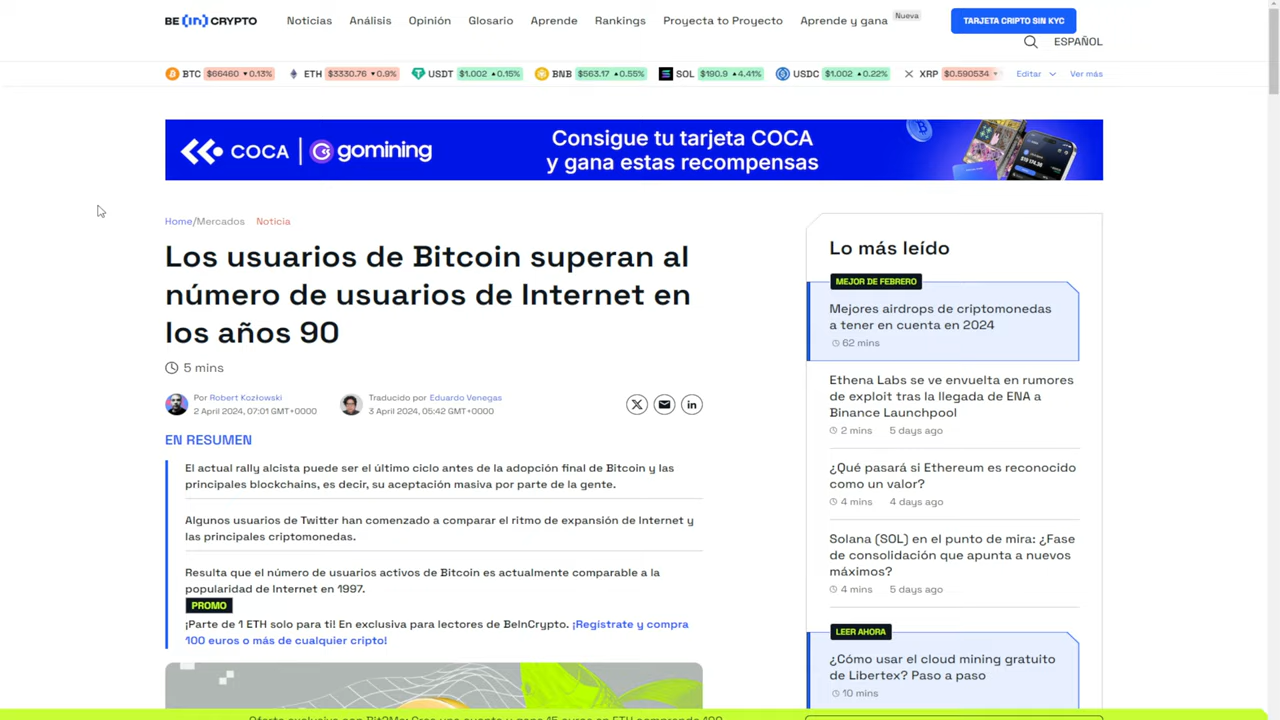 BE [IN] CRYPTO
Noticias Análisis Opinión Glosario Aprende Rankings Proyecta to Proyecto Aprende y gana Nueva
TARJETA CRIPTO SIN KYC
ESPAÑOL
BTC $66460 ▾0.13% ETH $3330.76 ▾0.9% USDT $1.002 ▴0.15% BNB $563.17 ▴0.55% SOL $190.9 ▴4.41% USDC $1.002 ▴0.22% XRP $0.590534 ▾ Editar Ver más
COCA | gomining
Consigue tu tarjeta COCA
y gana estas recompensas
Home/Mercados Noticia
Los usuarios de Bitcoin superan al
número de usuarios de Internet en
los años 90
5 mins
Por Robert Kozłowski
2 April 2024, 07:01 GMT+0000
Traducido por Eduardo Venegas
3 April 2024, 05:42 GMT+0000
EN RESUMEN
El actual rally alcista puede ser el último ciclo antes de la adopción final de Bitcoin y las
principales blockchains, es decir, su aceptación masiva por parte de la gente.
Algunos usuarios de Twitter han comenzado a comparar el ritmo de expansión de Internet y
las principales criptomonedas.
Resulta que el número de usuarios activos de Bitcoin es actualmente comparable a la
popularidad de Internet en 1997.
PROMO
¡Parte de 1 ETH solo para ti! En exclusiva para lectores de BeInCrypto. ¡Regístrate y compra
100 euros o más de cualquier cripto!
Lo más leído
MEJOR DE FEBRERO
Mejores airdrops de criptomonedas
a tener en cuenta en 2024
62 mins
Ethena Labs se ve envuelta en rumores
de exploit tras la llegada de ENA a
Binance Launchpool
2 mins 5 days ago
¿Qué pasará si Ethereum es reconocido
como un valor?
4 mins 4 days ago
Solana (SOL) en el punto de mira: ¿Fase
de consolidación que apunta a nuevos
máximos?
4 mins 5 days ago
LEER AHORA
¿Cómo usar el cloud mining gratuito
de Libertex? Paso a paso
10 mins